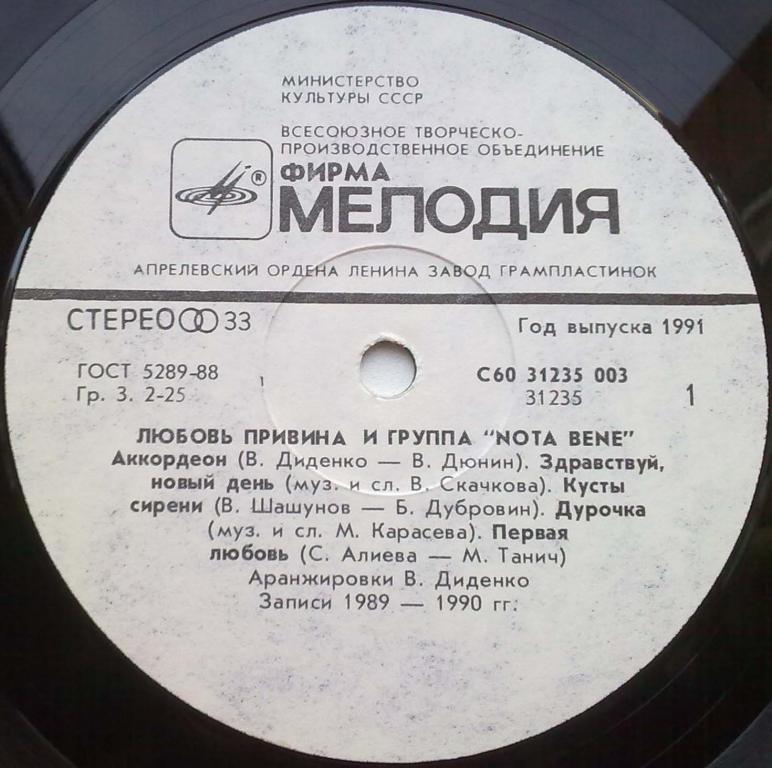 МИНИСТЕРСТВО
КУЛЬТУРЫ СССР
ВСЕСОЮЗНОЕ ТВОРЧЕСКО-
ПРОИЗВОДСТВЕННОЕ ОБЪЕДИНЕНИЕ
ФИРМА
®
МЕЛОДИЯ
АПРЕЛЕВСКИЙ ОРДЕНА ЛЕНИНА ЗАВОД ГРАМПЛАСТИНОК
СТЕРЕО 33
Год выпуска 1991
ГОСТ 5289-88
Гр. 3. 2-25
С60 31235 003
31235
1
ЛЮБОВЬ ПРИВИНА И ГРУППА "NOTA BENE"
Аккордеон (В. Диденко — В. Дюнин). Здравствуй,
новый день (муз. и сл. В. Скачкова). Кусты
сирени (В. Шашунов — Б. Дубровин). Дурочка
(муз. и сл. М. Карасева). Первая
любовь (С. Алиева — М. Танич)
Аранжировки В. Диденко
Записи 1989 — 1990 гг.